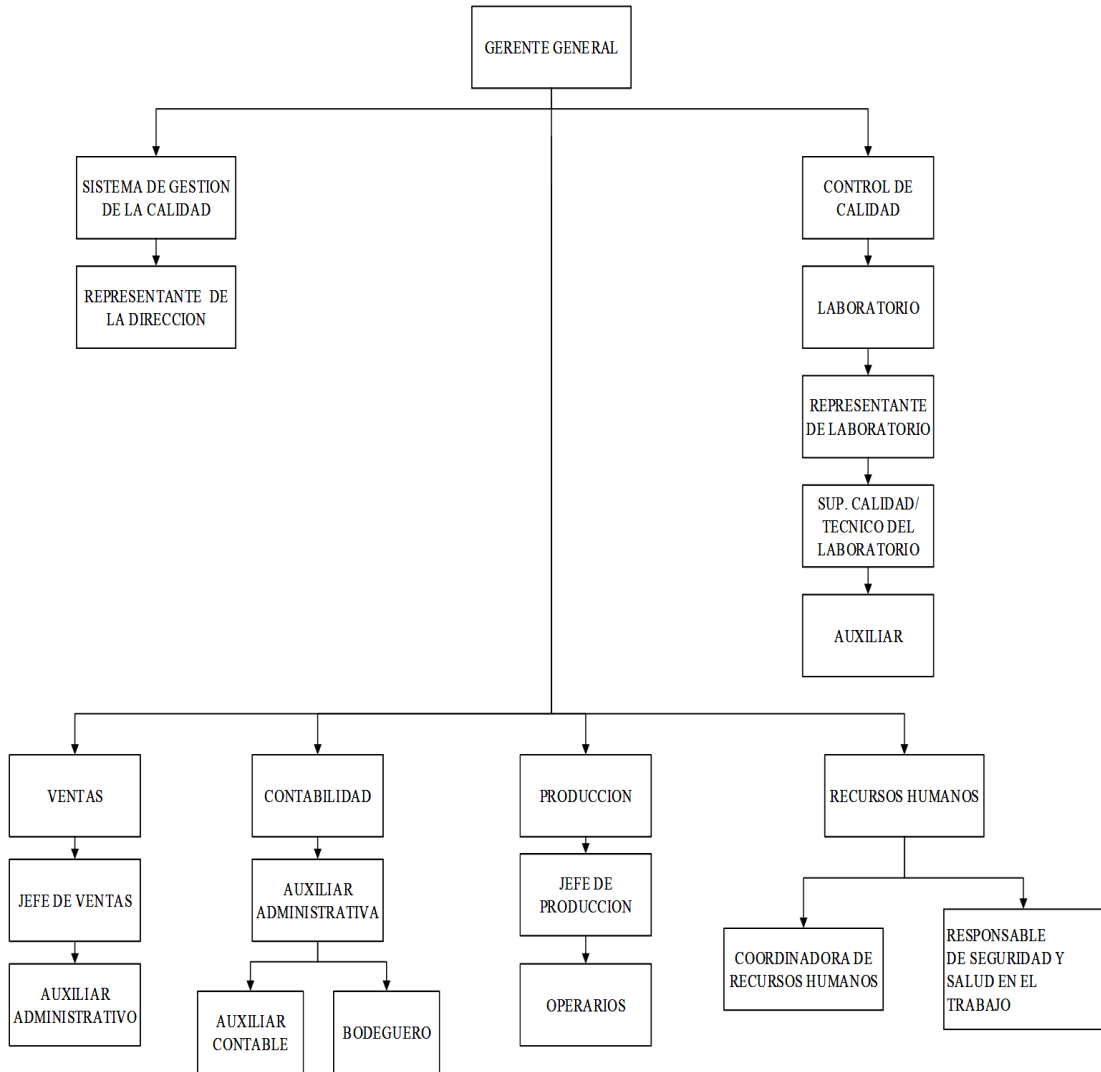 GERENTE GENERAL
SISTEMA DE GESTION
DE LA CALIDAD
CONTROL DE
CALIDAD
REPRESENTANTE DE
LA DIRECCION
LABORATORIO
REPRESENTANTE
DE LABORATORIO
SUP. CALIDAD/
TECNICO DEL
LABORATORIO
AUXILIAR
VENTAS
CONTABILIDAD
PRODUCCION
RECURSOS HUMANOS
JEFE DE VENTAS
AUXILIAR
ADMINISTRATIVA
JEFE DE
PRODUCCION
COORDINADORA DE
RECURSOS HUMANOS
RESPONSABLE
DE SEGURIDAD Y
SALUD EN EL
TRABAJO
AUXILIAR
ADMINISTRATIVO
AUXILIAR
CONTABLE
BODEGUERO
OPERARIOS